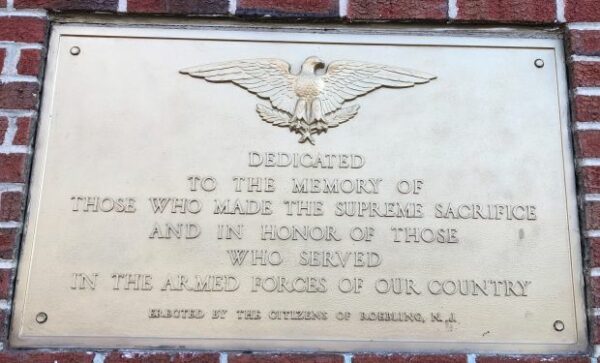 DEDICATED
TO THE MEMORY OF
THOSE WHO MADE THE SUPREME SACRIFICE
AND IN HONOR OF THOSE
WHO SERVED
IN THE ARMED FORCES OF OUR COUNTRY
ERECTED BY THE CITIZENS OF ROEBLING, N. J.